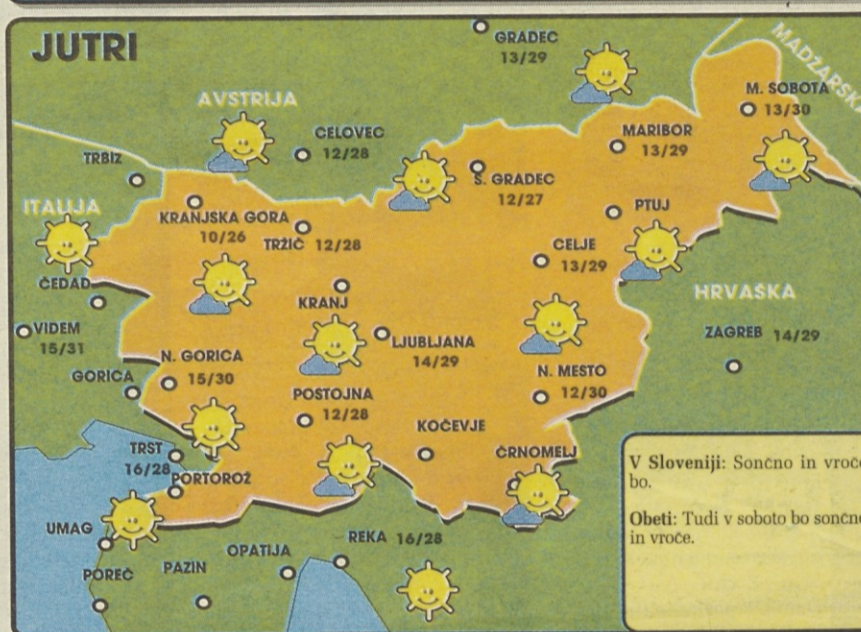 JUTRI
GRADEC
13/29
MADŽARSKA
AVSTRIJA
M. SOBOTA
13/30
CELOVEC
12/28
MARIBOR
13/29
TRBIŽ
S. GRADEC
12/27
ITALIJA
KRANJSKA GORA
10/26
PTUJ
TRŽIČ 12/28
CELJE
13/29
ČEDAD
KRANJ
HRVAŠKA
VIDEM
15/31
LJUBLJANA
14/29
ZAGREB 14/29
N. GORICA
15/30
GORICA
N. MESTO
12/30
POSTOJNA
12/28
KOČEVJE
TRST
16/28
ČRNOMELJ
PORTOROŽ
UMAG
REKA 16/28
OPATIJA
PAZIN
POREČ
V Sloveniji: Sončno in vroče
bo.
Obeti: Tudi v soboto bo sončno
in vroče.